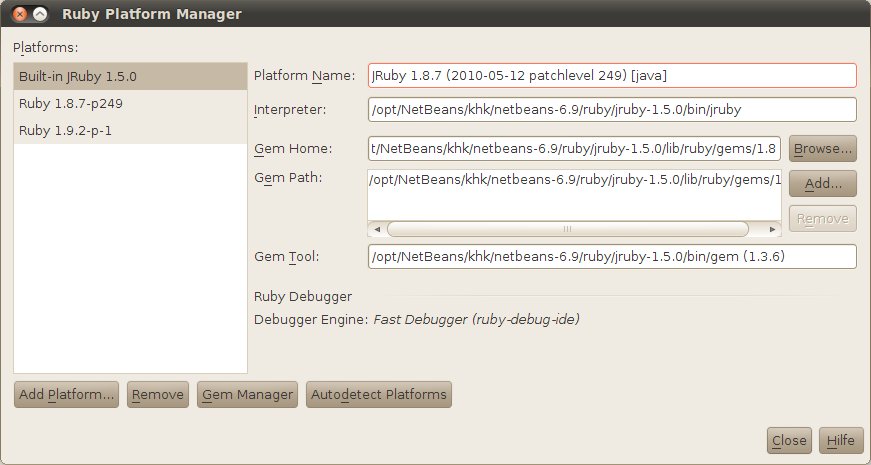 Ruby Platform Manager
Platforms:
Built-in JRuby 1.5.0
Ruby 1.8.7-p249
Ruby 1.9.2-p-1
Platform Name: JRuby 1.8.7 (2010-05-12 patchlevel 249) [java]
Interpreter: /opt/NetBeans/khk/netbeans-6.9/ruby/jruby-1.5.0/bin/jruby
Gem Home: t/NetBeans/khk/netbeans-6.9/ruby/jruby-1.5.0/lib/ruby/gems/1.8 Browse...
Gem Path: /opt/NetBeans/khk/netbeans-6.9/ruby/jruby-1.5.0/lib/ruby/gems/1 Add...
Remove
Gem Tool: /opt/NetBeans/khk/netbeans-6.9/ruby/jruby-1.5.0/bin/gem (1.3.6)
Ruby Debugger
Debugger Engine: Fast Debugger (ruby-debug-ide)
Add Platform... Remove Gem Manager Autodetect Platforms
Close Hilfe